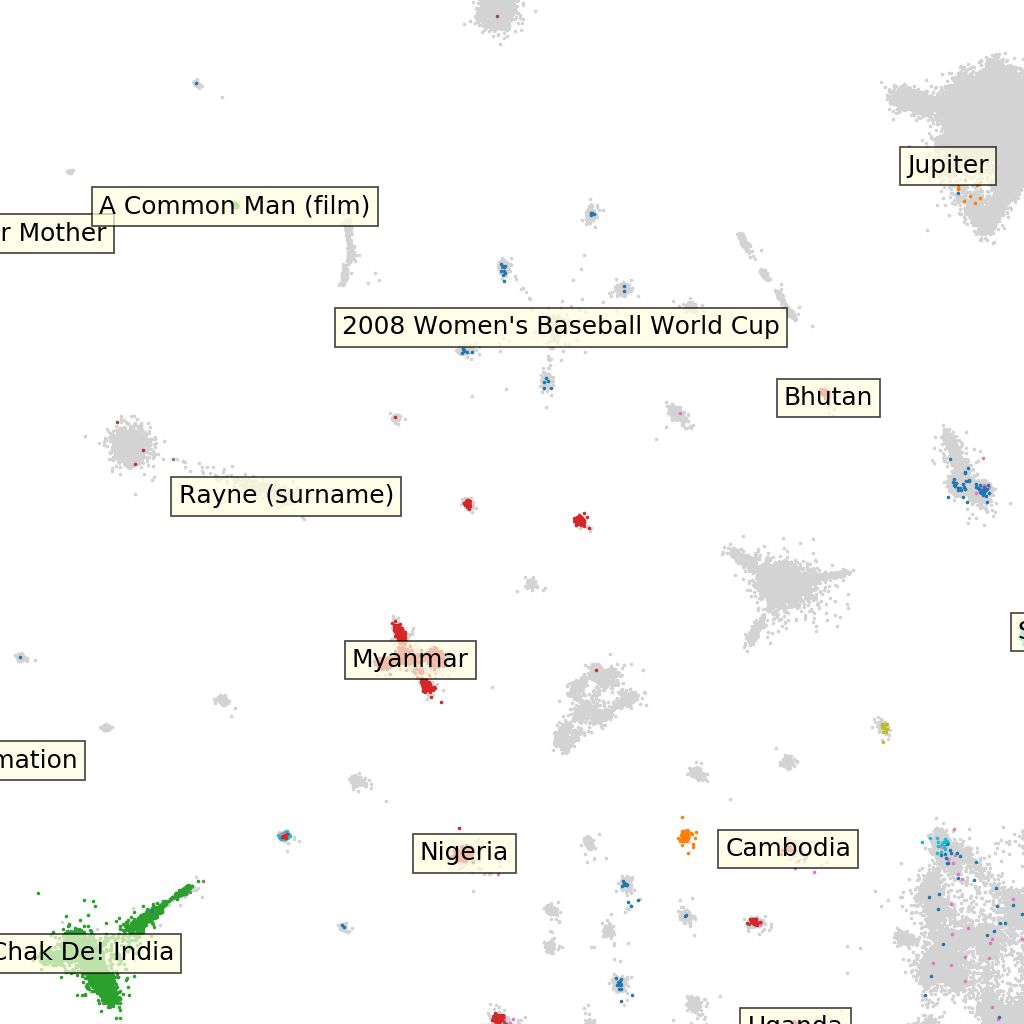 Jupiter
A Common Man (film)
r Mother
2008 Women's Baseball World Cup
Bhutan
Rayne (surname)
S
Myanmar
mation
Nigeria
Cambodia
Chak De! India
Uganda